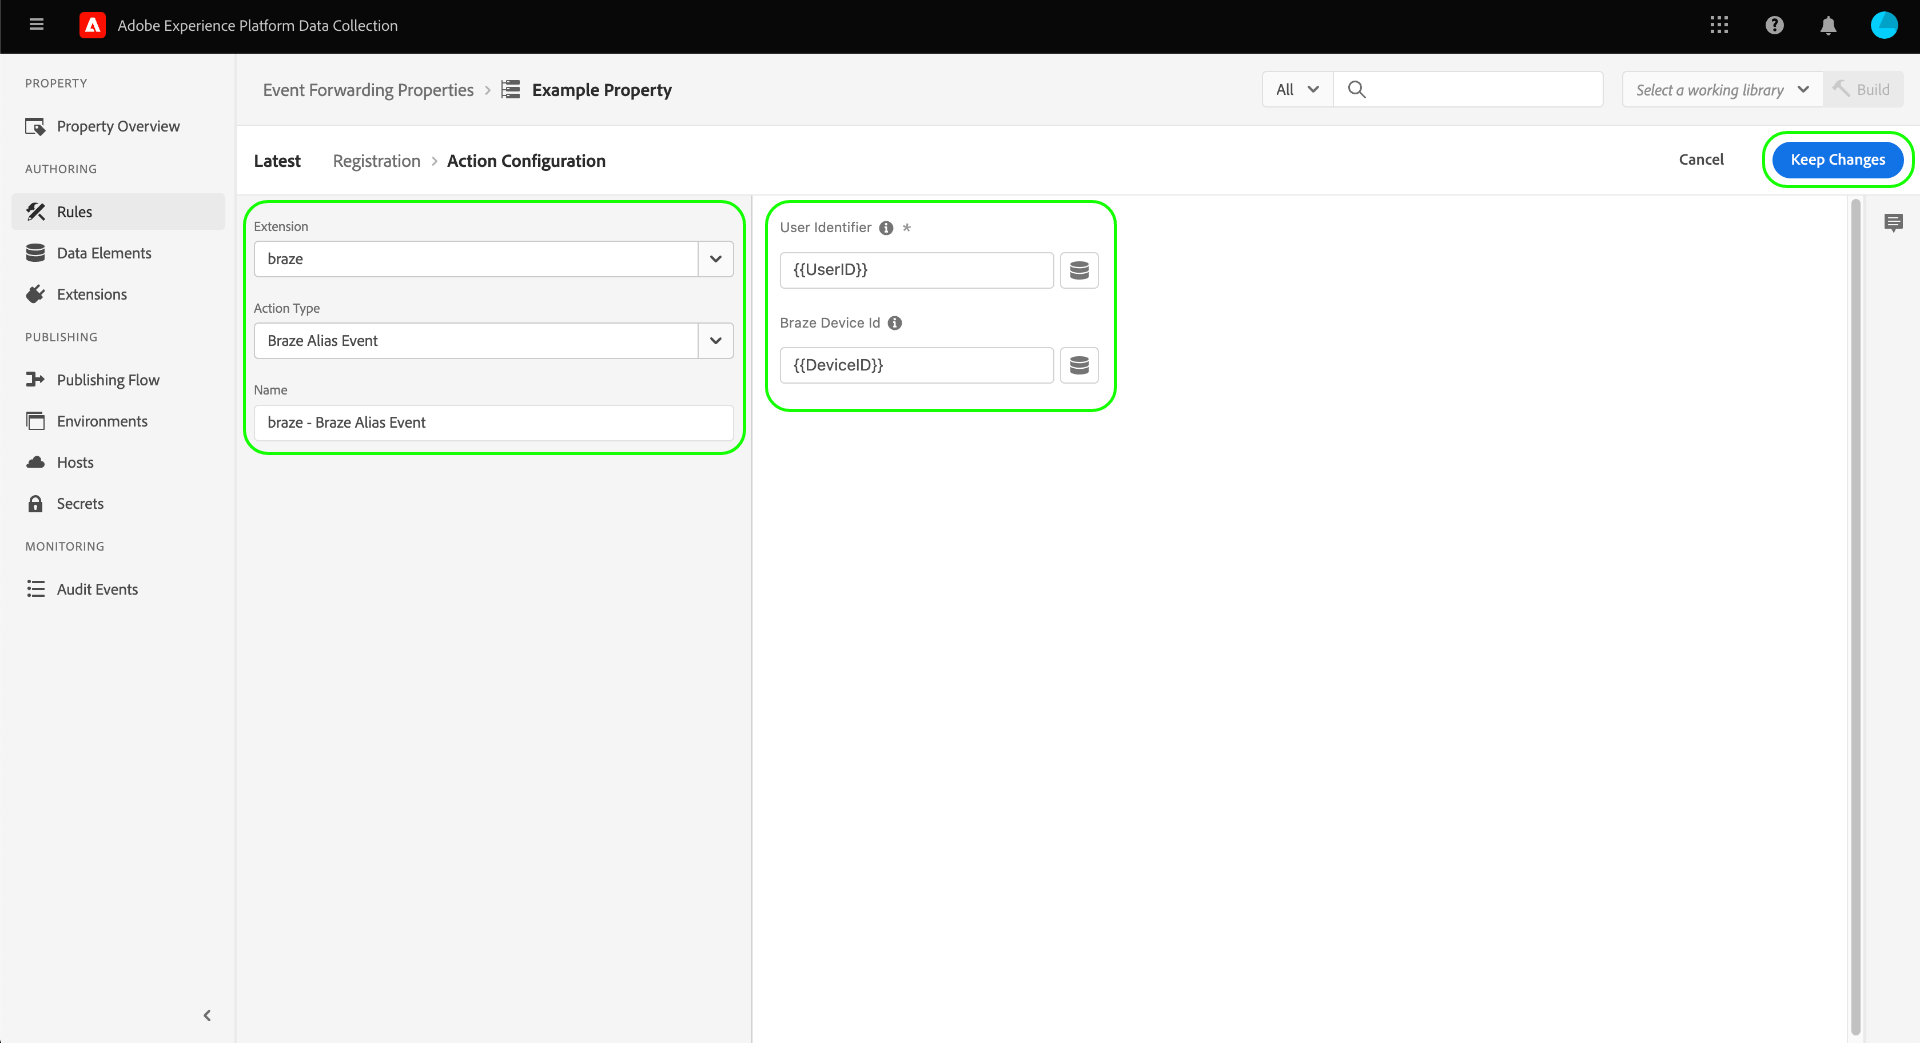 Adobe Experience Platform Data Collection
PROPERTY
Property Overview
AUTHORING
Rules
Data Elements
Extensions
PUBLISHING
Publishing Flow
Environments
Hosts
Secrets
MONITORING
Audit Events
Event Forwarding Properties > Example Property
All
Select a working library
Build
Latest Registration > Action Configuration
Cancel
Keep Changes
Extension
braze
Action Type
Braze Alias Event
Name
braze - Braze Alias Event
User Identifier *
{{UserID}}
Braze Device Id
{{DeviceID}}